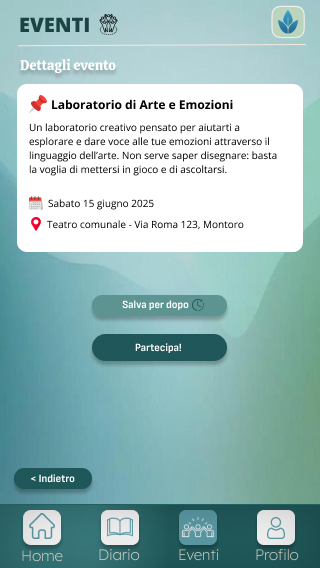 EVENTI
Dettagli evento
Laboratorio di Arte e Emozioni
Un laboratorio creativo pensato per aiutarti a
esplorare e dare voce alle tue emozioni attraverso il
linguaggio dell'arte. Non serve saper disegnare: basta
la voglia di mettersi in gioco e di ascoltarsi.
Sabato 15 giugno 2025
Teatro comunale - Via Roma 123, Montoro
Salva per dopo
Partecipa!
< Indietro
Home Diario Eventi Profilo